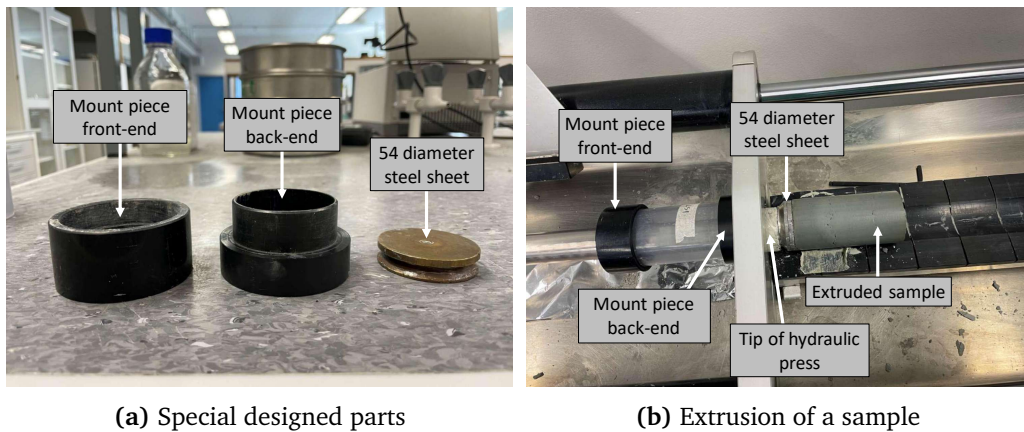 Mount piece
front-end
Mount piece
back-end
54 diameter
steel sheet
(a) Special designed parts
Mount piece
front-end
54 diameter
steel sheet
Mount piece
back-end
Extruded sample
Tip of hydraulic
press
(b) Extrusion of a sample